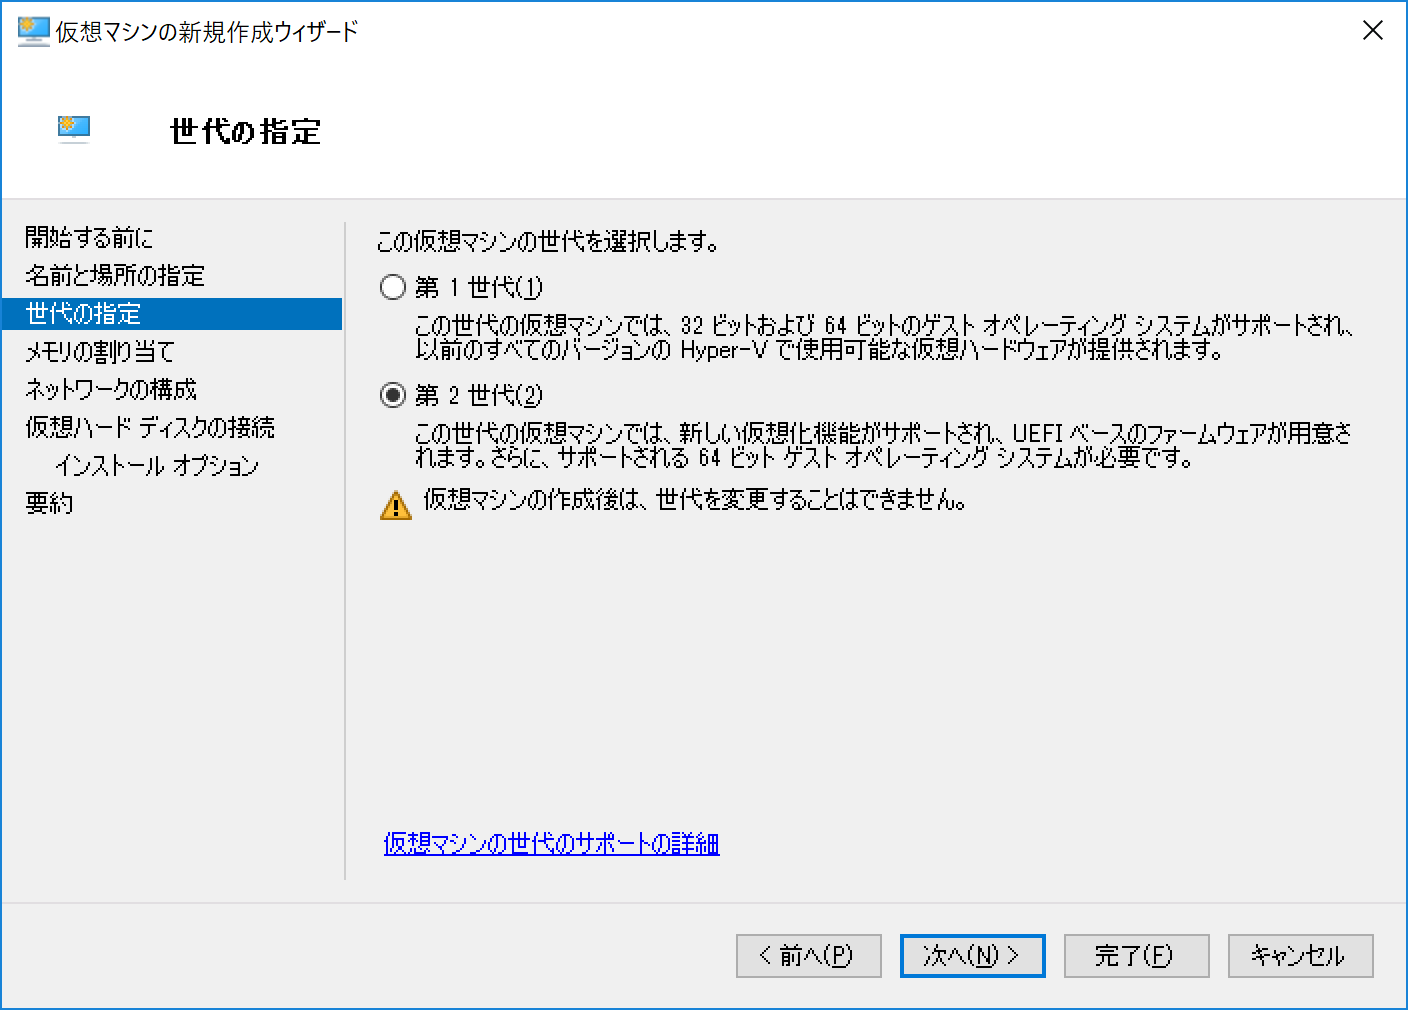 仮想マシンの新規作成ウィザード
世代の指定
開始する前に
名前と場所の指定
世代の指定
メモリの割り当て
ネットワークの構成
仮想ハード ディスクの接続
インストール オプション
要約
この仮想マシンの世代を選択します。
第 1 世代(1)
この世代の仮想マシンでは、32 ビットおよび 64 ビットのゲスト オペレーティング システムがサポートされ、
以前のすべてのバージョンの Hyper-V で使用可能な仮想ハードウェアが提供されます。
第 2 世代(2)
この世代の仮想マシンでは、新しい仮想化機能がサポートされ、UEFI ベースのファームウェアが用意さ
れます。さらに、サポートされる 64 ビット ゲスト オペレーティング システムが必要です。
仮想マシンの作成後は、世代を変更することはできません。
仮想マシンの世代のサポートの詳細
< 前へ(P)
次へ(N) >
完了(F)
キャンセル